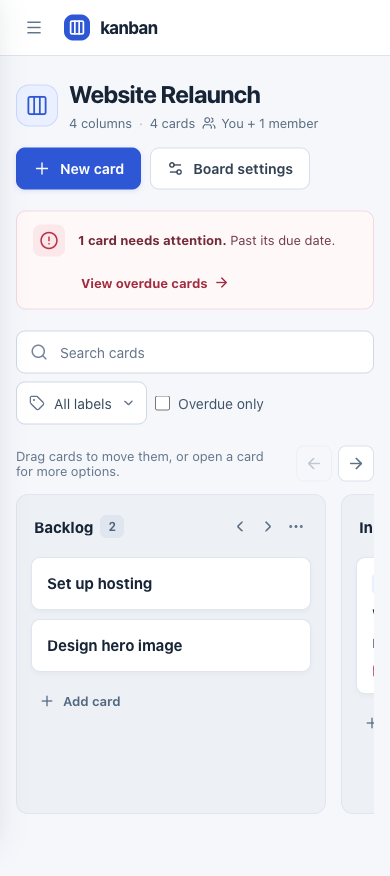 kanban
Website Relaunch
4 columns · 4 cards You + 1 member
New card
Board settings
1 card needs attention. Past its due date.
View overdue cards
Search cards
All labels
Overdue only
Drag cards to move them, or open a card
for more options.
Backlog 2
In
Set up hosting
Design hero image
Add card